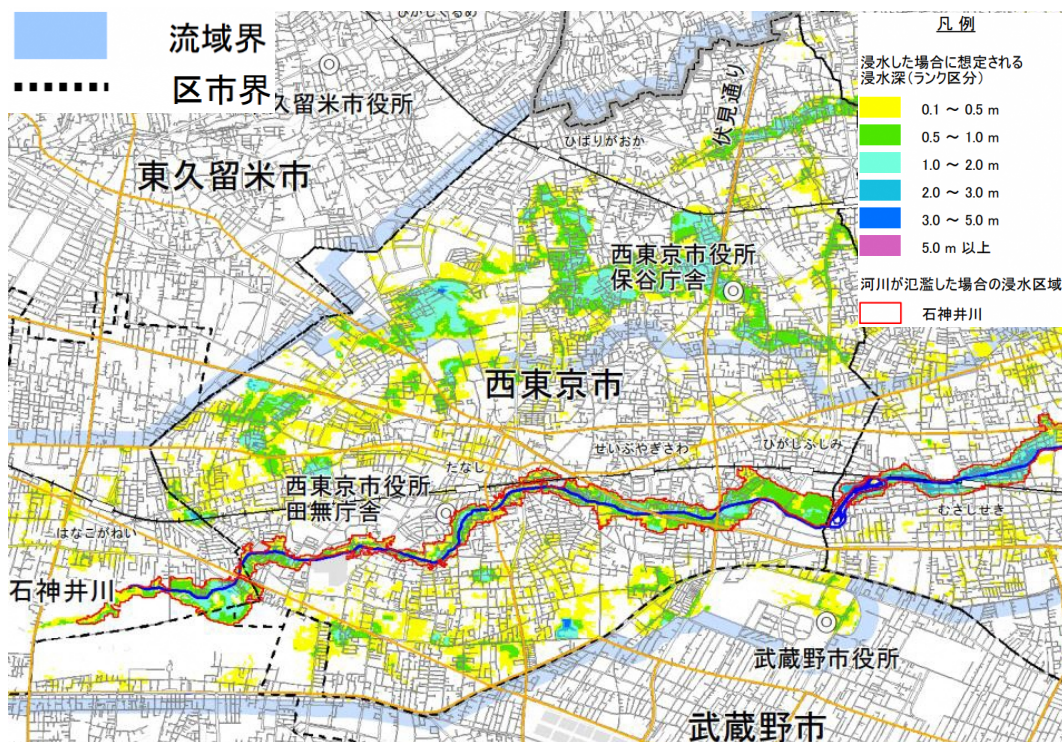 ひがしくるめ
流域界
区市界
久留米市役所
東久留米市
ひばりがおか
伏見通り
西東京市役所
保谷庁舎
西東京市
せいぶやぎさわ
ひがしふしみ
たなし
西東京市役所
田無庁舎
はなこがねい
むさしせき
石神井川
武蔵野市役所
武蔵野市
凡 例
浸水した場合に想定される
浸水深(ランク区分)
0.1 ~ 0.5 m
0.5 ~ 1.0 m
1.0 ~ 2.0 m
2.0 ~ 3.0 m
3.0 ~ 5.0 m
5.0 m 以上
河川が氾濫した場合の浸水区域
石神井川